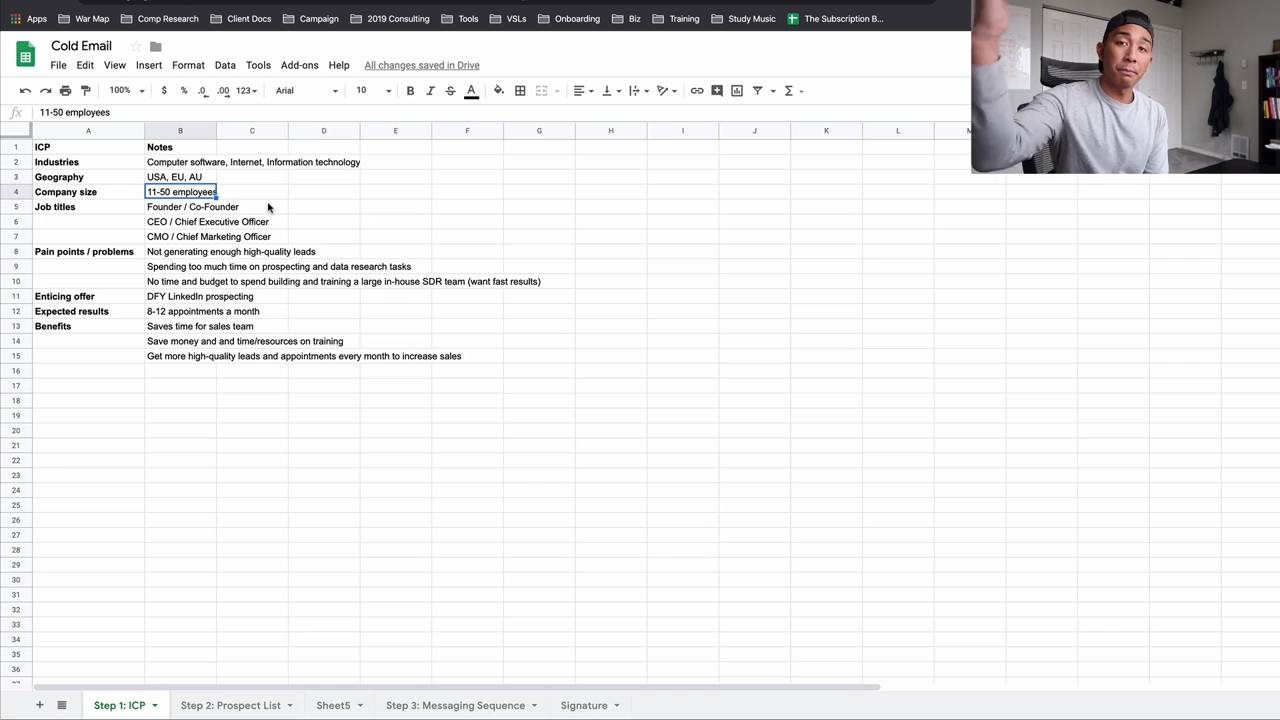 Apps War Map Comp Research Client Docs Campaign 2019 Consulting Tools VSLs Onboarding Biz Training Study Music The Subscription B...
Cold Email
File Edit View Insert Format Data Tools Add-ons Help All changes saved in Drive
100% $ % .0 .00 123 Arial 10 B I S A
fx 11-50 employees
A B C D E F G H I J K L
1 ICP Notes
2 Industries Computer software, Internet, Information technology
3 Geography USA, EU, AU
4 Company size 11-50 employees
5 Job titles Founder / Co-Founder
6 CEO / Chief Executive Officer
7 CMO / Chief Marketing Officer
8 Pain points / problems Not generating enough high-quality leads
9 Spending too much time on prospecting and data research tasks
10 No time and budget to spend building and training a large in-house SDR team (want fast results)
11 Enticing offer DFY LinkedIn prospecting
12 Expected results 8-12 appointments a month
13 Benefits Saves time for sales team
14 Save money and and time/resources on training
15 Get more high-quality leads and appointments every month to increase sales
16
17
18
19
20
21
22
23
24
25
26
27
28
29
30
31
32
33
34
35
36
Step 1: ICP Step 2: Prospect List Sheet5 Step 3: Messaging Sequence Signature